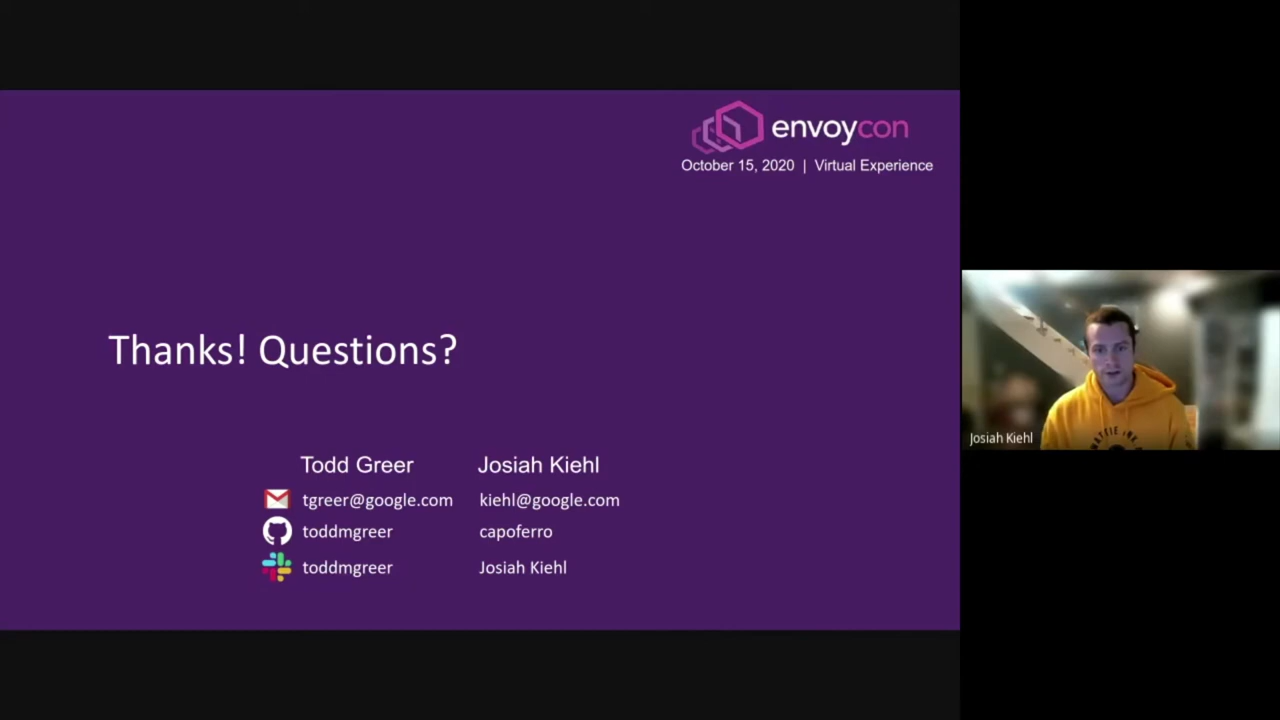 envoycon
October 15, 2020 | Virtual Experience
Thanks! Questions?
Todd Greer Josiah Kiehl
tgreer@google.com kiehl@google.com
toddmgreer capoferro
toddmgreer Josiah Kiehl
Josiah Kiehl